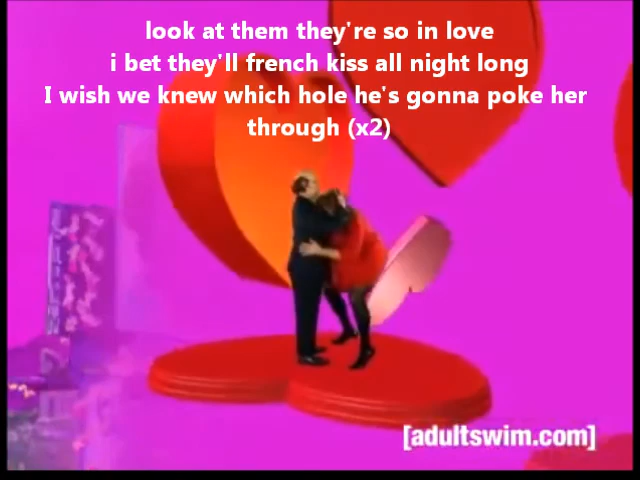 look at them they're so in love
i bet they'll french kiss all night long
I wish we knew which hole he's gonna poke her
through (x2)
[adultswim.com]